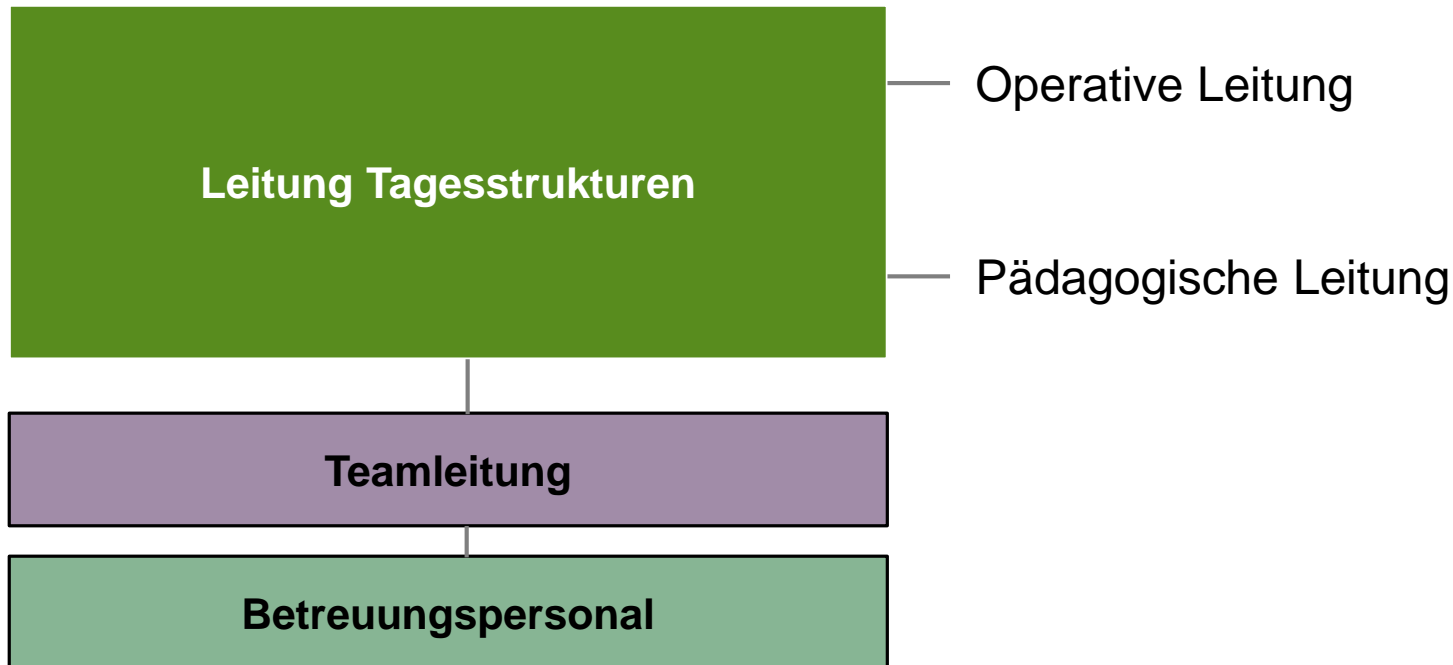 Operative Leitung
Leitung Tagesstrukturen
Pädagogische Leitung
Teamleitung
Betreuungspersonal